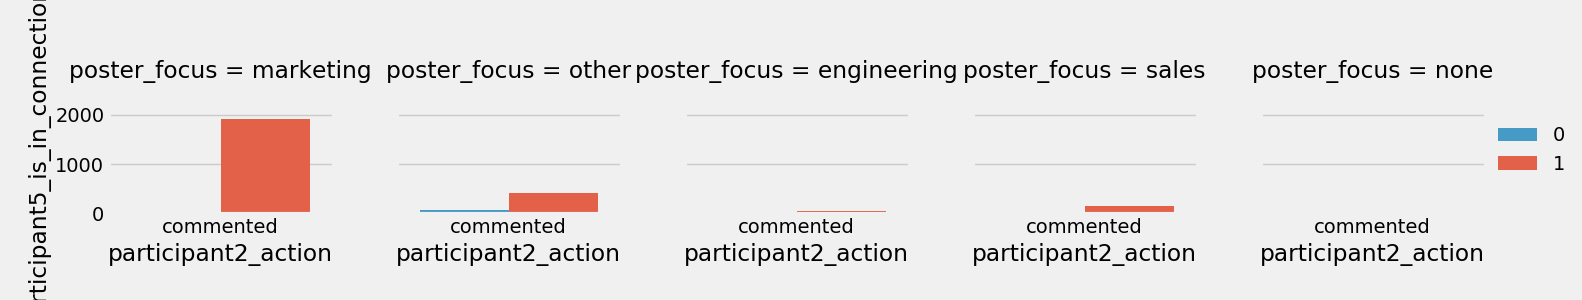 poster_focus = marketing
poster_focus = other
poster_focus = engineering
poster_focus = sales
poster_focus = none
2000
1000
0
commented
commented
commented
commented
commented
participant2_action
participant2_action
participant2_action
participant2_action
participant2_action
0
1